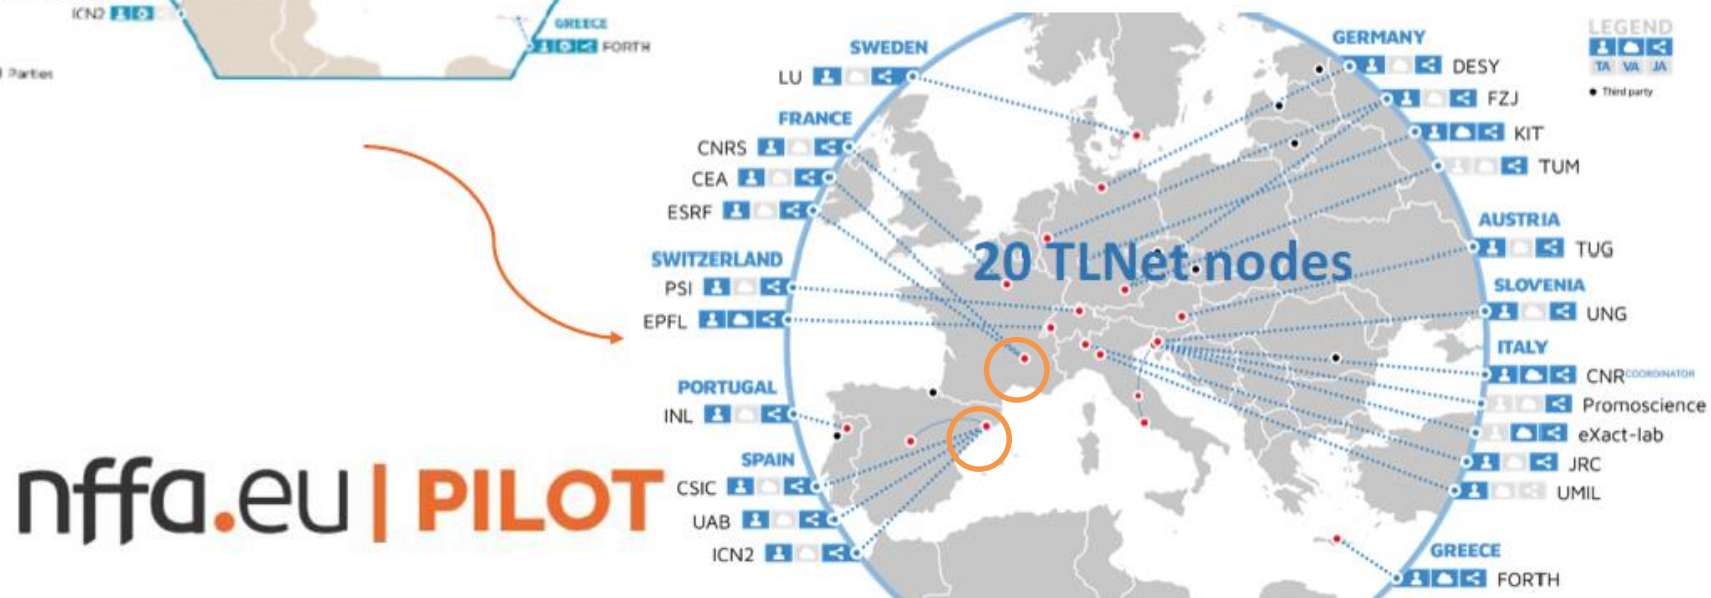 ICN2
GREECE
FORTH
Parties
nffa.eu | PILOT
SWEDEN
LU
FRANCE
CNRS
CEA
ESRF
SWITZERLAND
PSI
EPFL
PORTUGAL
INL
SPAIN
CSIC
UAB
ICN2
20 TLNet nodes
GERMANY
DESY
FZJ
KIT
TUM
AUSTRIA
TUG
SLOVENIA
UNG
ITALY
CNR COORDINATOR
Promoscience
eXact-lab
JRC
UMIL
GREECE
FORTH
LEGEND
TA VA JA
Third party